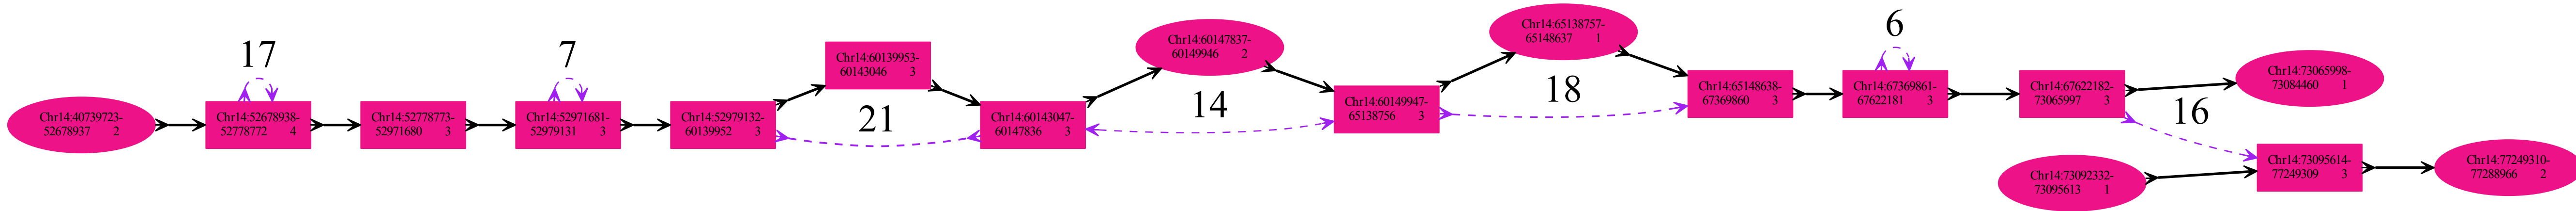 17
7
6
21
14
18
16
Chr14:40739723-
52678937 2
Chr14:52678938-
52778772 4
Chr14:52778773-
52971680 3
Chr14:52971681-
52979131 3
Chr14:52979132-
60139952 3
Chr14:60139953-
60143046 3
Chr14:60143047-
60147836 3
Chr14:60147837-
60149946 2
Chr14:60149947-
65138756 3
Chr14:65138757-
65148637 1
Chr14:65148638-
67369860 3
Chr14:67369861-
67622181 3
Chr14:67622182-
73065997 3
Chr14:73065998-
73084460 1
Chr14:73092332-
73095613 1
Chr14:73095614-
77249309 3
Chr14:77249310-
77288966 2